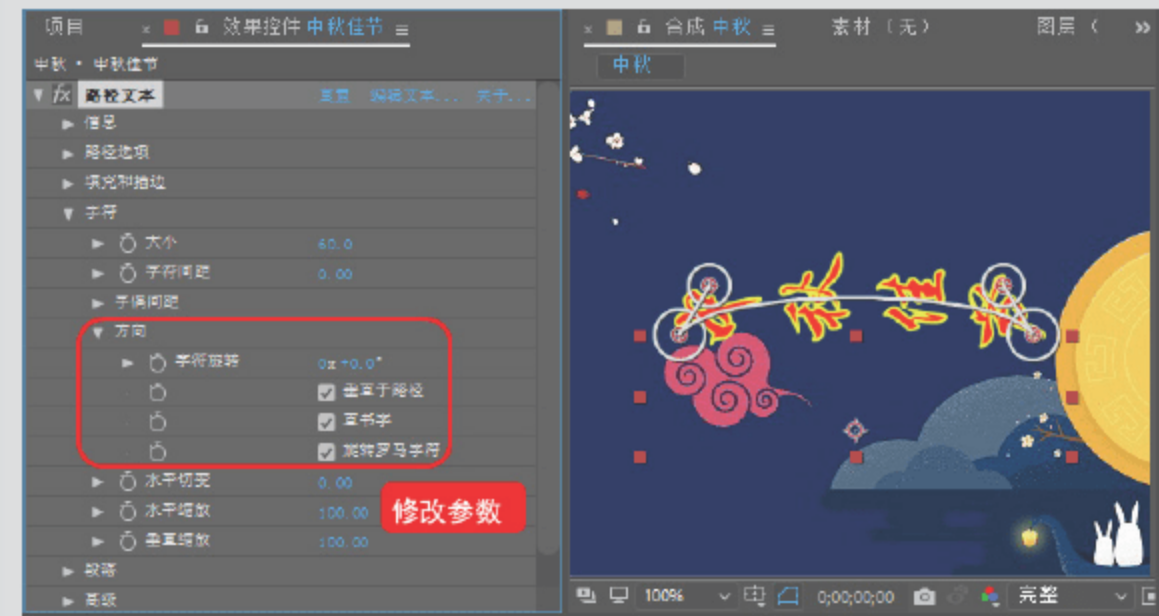 项目
效果控件 中秋佳节
中秋 • 中秋佳节
fx 路径文本 重置 编辑文本... 关于...
信息
路径选项
填充和描边
字符
大小 60.0
字符间距 0.00
字偶间距
方向
字符旋转 0x +0.0°
垂直于路径
直书字
旋转罗马字符
水平切变 0.00
水平缩放 100.00
垂直缩放 100.00
段落
高级
修改参数
合成 中秋 素材 (无) 图层 (
中秋
秋 佳 节
100% 0;00;00;00 完整